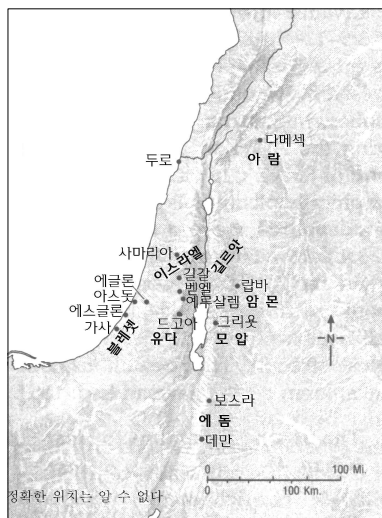 다메섹
아 람
두로
사마리아
이스라엘
길르앗
길갈
벧엘
랍바
에글론
아스돗
예루살렘
암 몬
에스글론
가사
블레셋
드고아
유다
그리욧
모 압
N
보스라
에 돔
데만
0 100 Mi.
0 100 Km.
정확한 위치는 알 수 없다